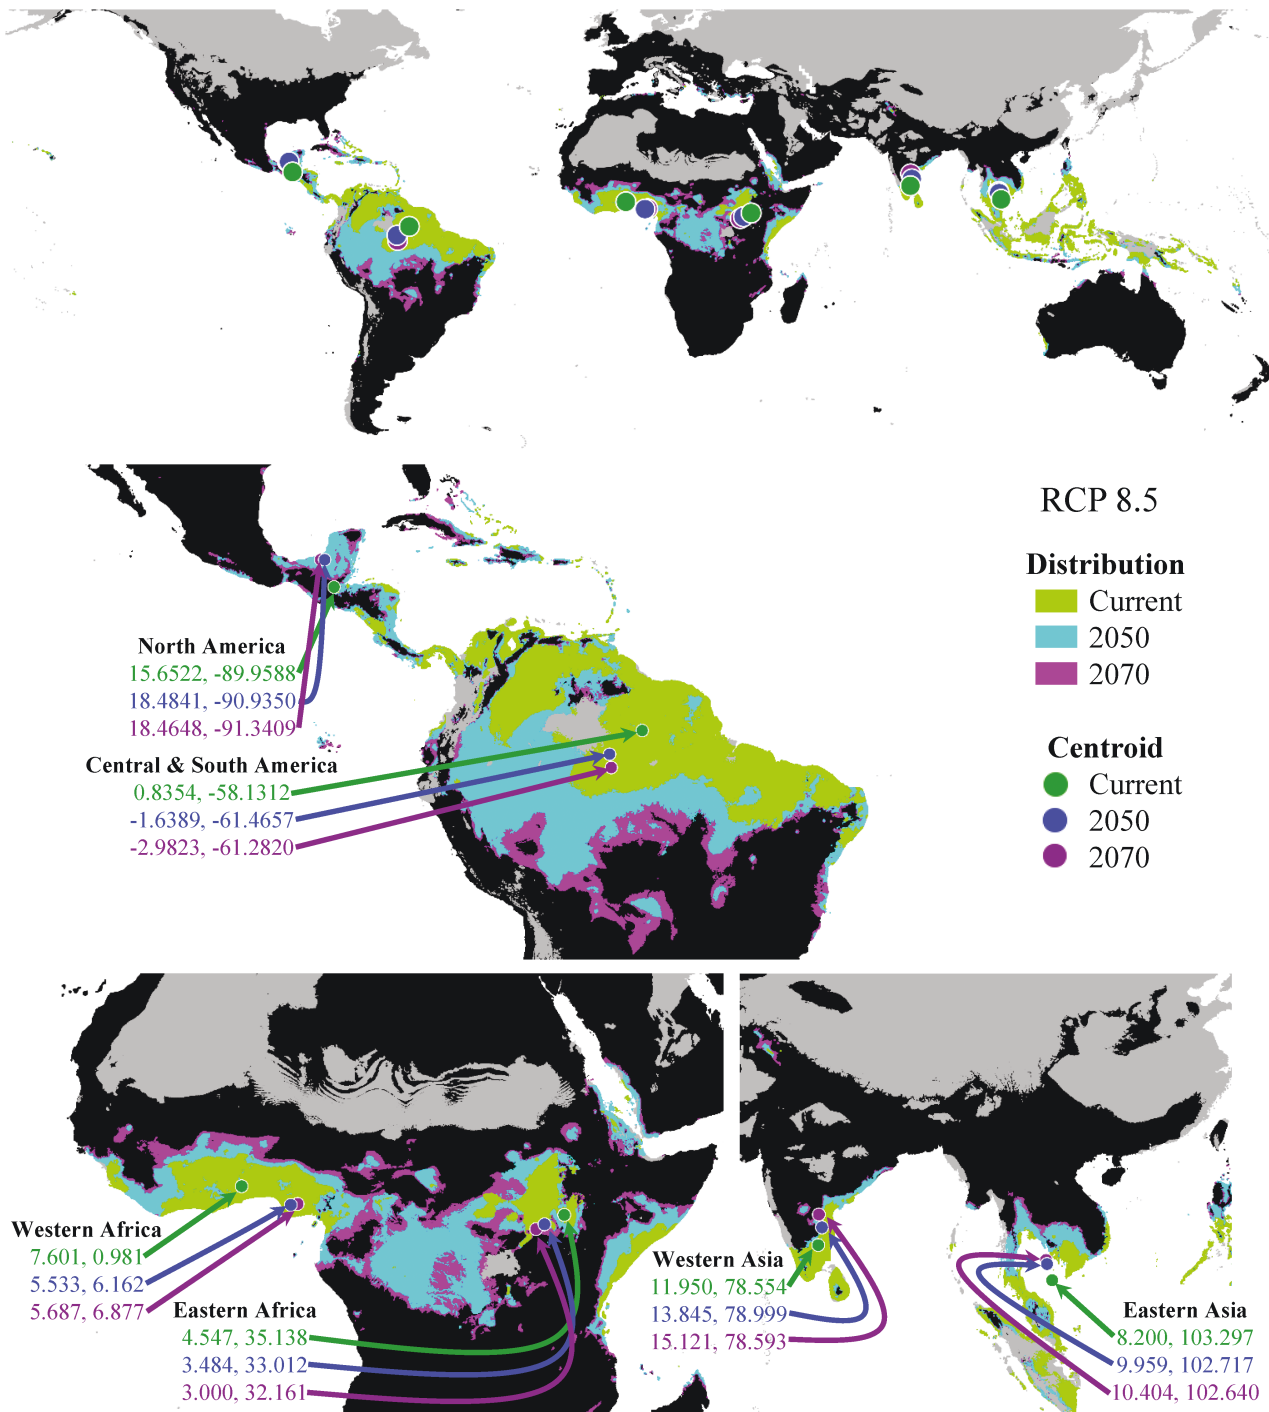 RCP 8.5
Distribution
Current
2050
2070
Centroid
Current
2050
2070
North America
15.6522, -89.9588
18.4841, -90.9350
18.4648, -91.3409
Central & South America
0.8354, -58.1312
-1.6389, -61.4657
-2.9823, -61.2820
Western Africa
7.601, 0.981
5.533, 6.162
5.687, 6.877
Eastern Africa
4.547, 35.138
3.484, 33.012
3.000, 32.161
Western Asia
11.950, 78.554
13.845, 78.999
15.121, 78.593
Eastern Asia
8.200, 103.297
9.959, 102.717
10.404, 102.640